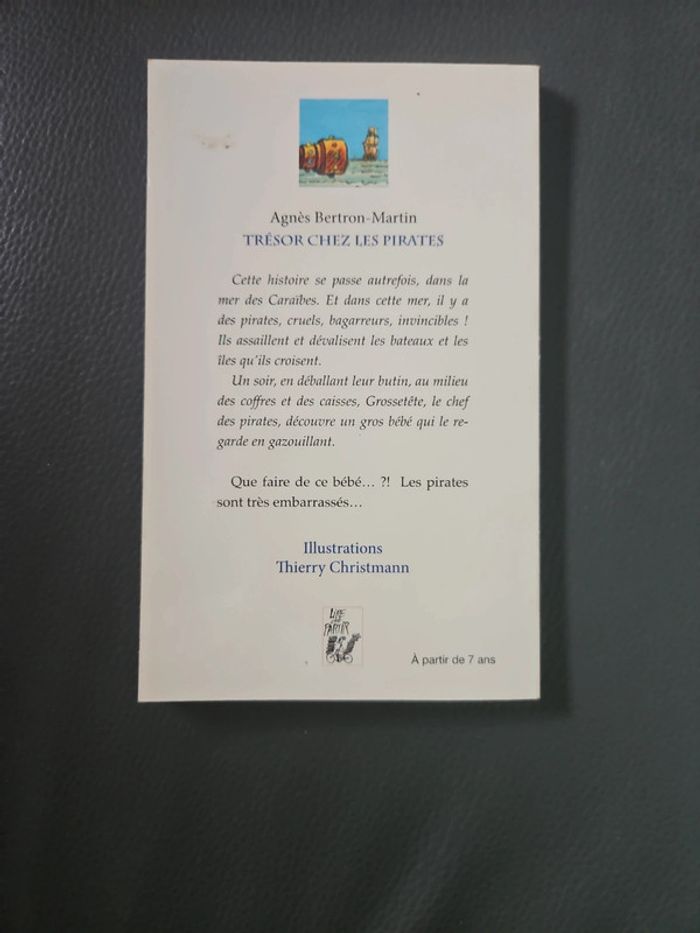 Agnès Bertron-Martin
TRÉSOR CHEZ LES PIRATES
Cette histoire se passe autrefois, dans la
mer des Caraïbes. Et dans cette mer, il y a
des pirates, cruels, bagarreurs, invincibles !
Ils assaillent et dévalisent les bateaux et les
îles qu'ils croisent.
Un soir, en déballant leur butin, au milieu
des coffres et des caisses, Grossetête, le chef
des pirates, découvre un gros bébé qui le re-
garde en gazouillant.
Que faire de ce bébé... ?! Les pirates
sont très embarrassés...
Illustrations
Thierry Christmann
LIRE
PARTIR
À partir de 7 ans